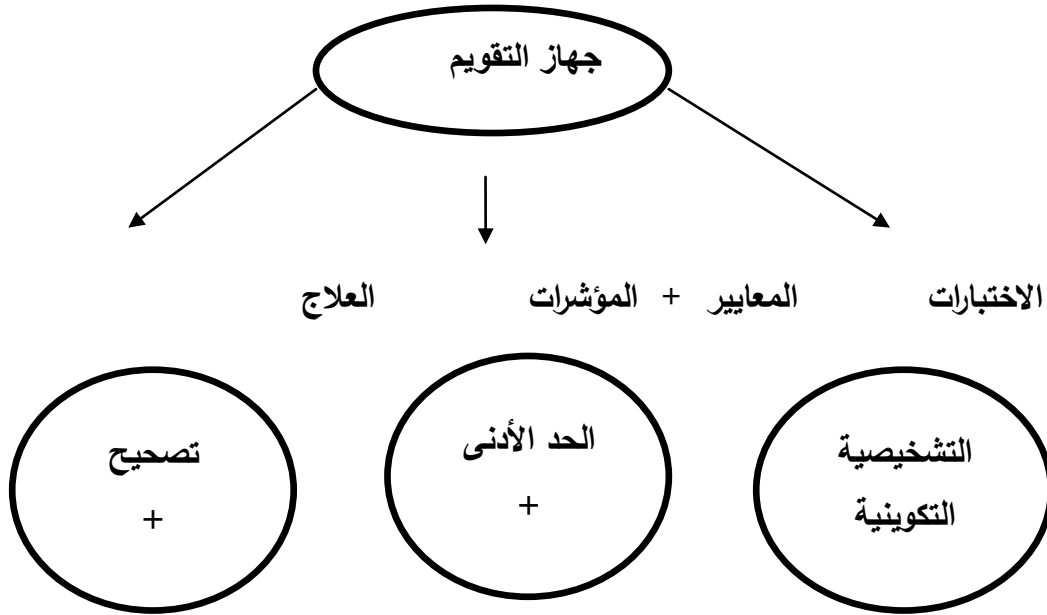 جهاز التقويم
الاختبارات المعايير + المؤشرات العلاج
التشخيصية
التكوينية
الحد الأدنى
+
تصحيح
+